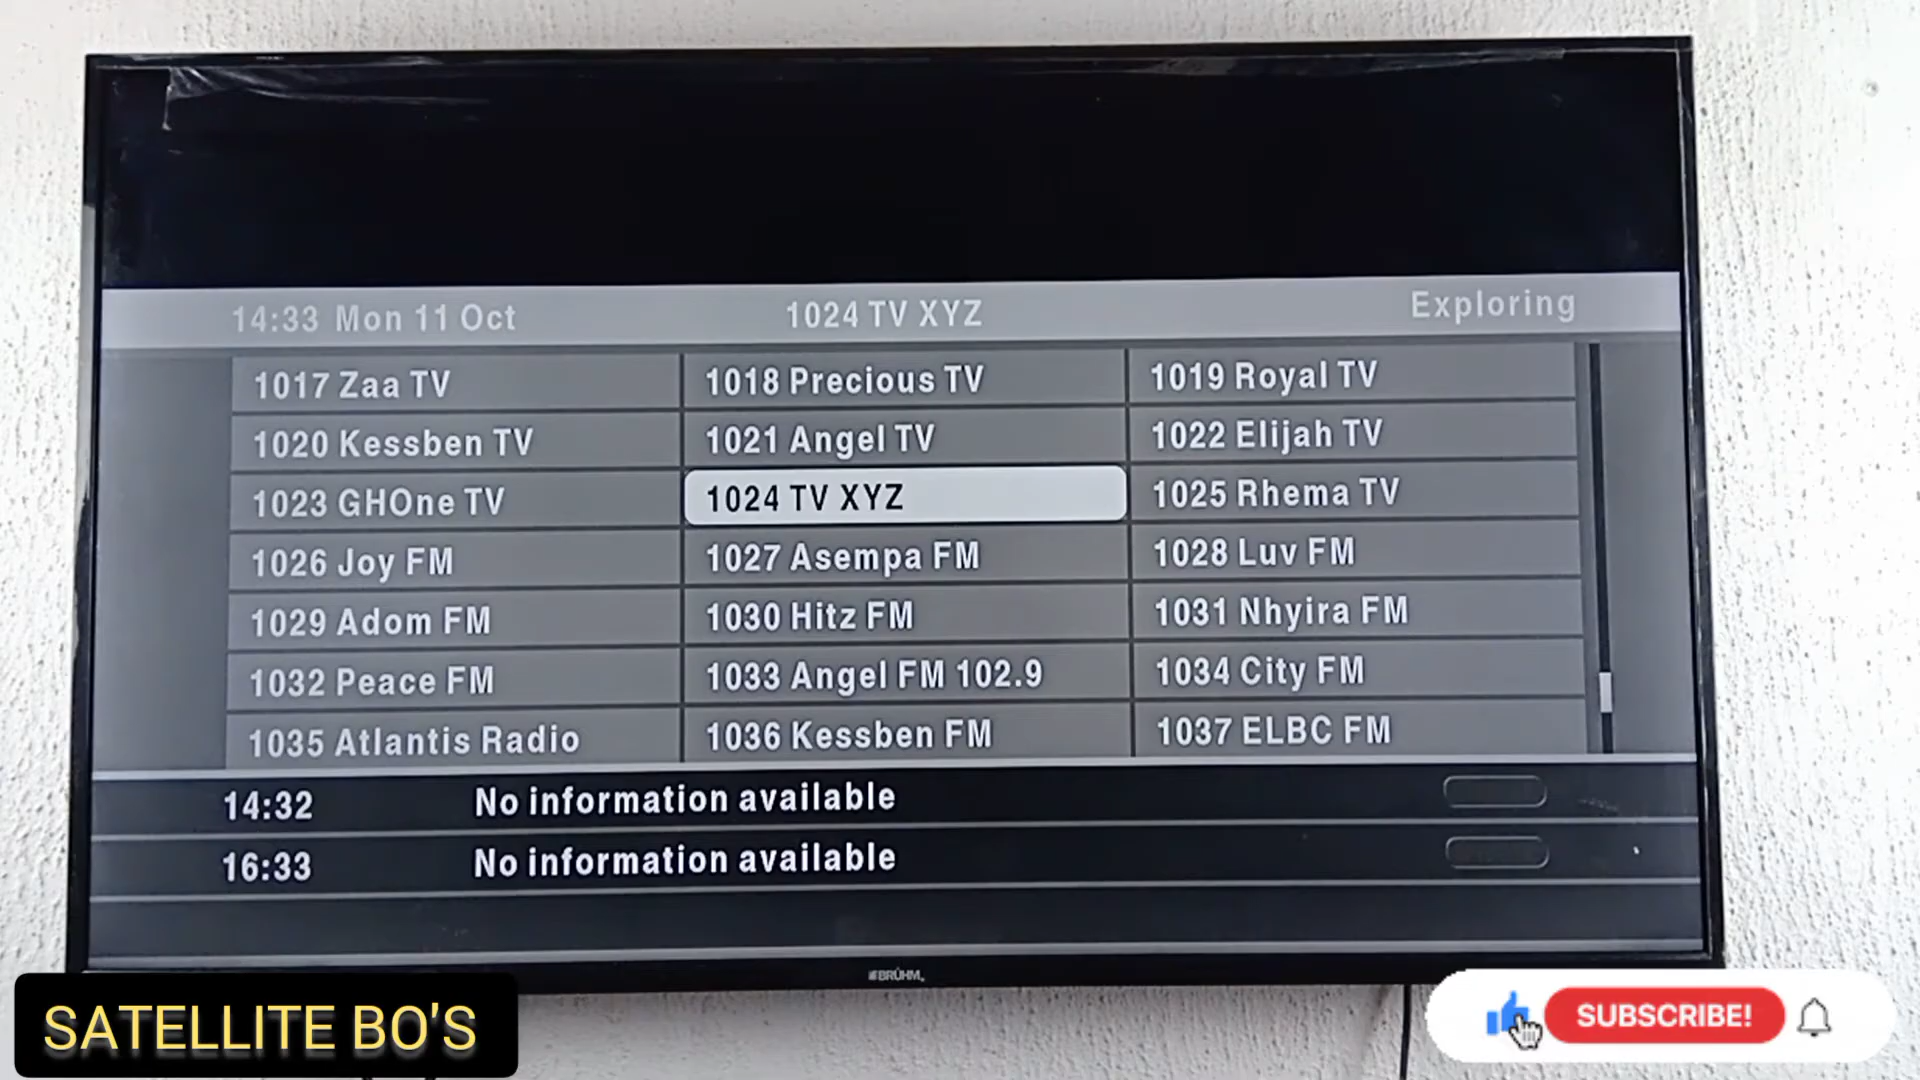 14:33 Mon 11 Oct 1024 TV XYZ Exploring
1017 Zaa TV 1018 Precious TV 1019 Royal TV
1020 Kessben TV 1021 Angel TV 1022 Elijah TV
1023 GHOne TV 1024 TV XYZ 1025 Rhema TV
1026 Joy FM 1027 Asempa FM 1028 Luv FM
1029 Adom FM 1030 Hitz FM 1031 Nhyira FM
1032 Peace FM 1033 Angel FM 102.9 1034 City FM
1035 Atlantis Radio 1036 Kessben FM 1037 ELBC FM
14:32 No information available
16:33 No information available
BRÜHM
SATELLITE BO'S
SUBSCRIBE!